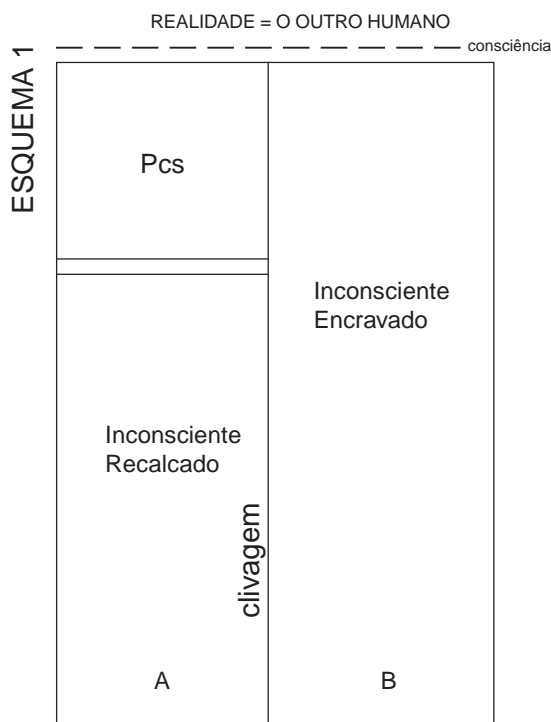 REALIDADE = O OUTRO HUMANO
consciência
ESQUEMA 1
Pcs
Inconsciente
Encravado
Inconsciente
Recalcado
clivagem
A
B